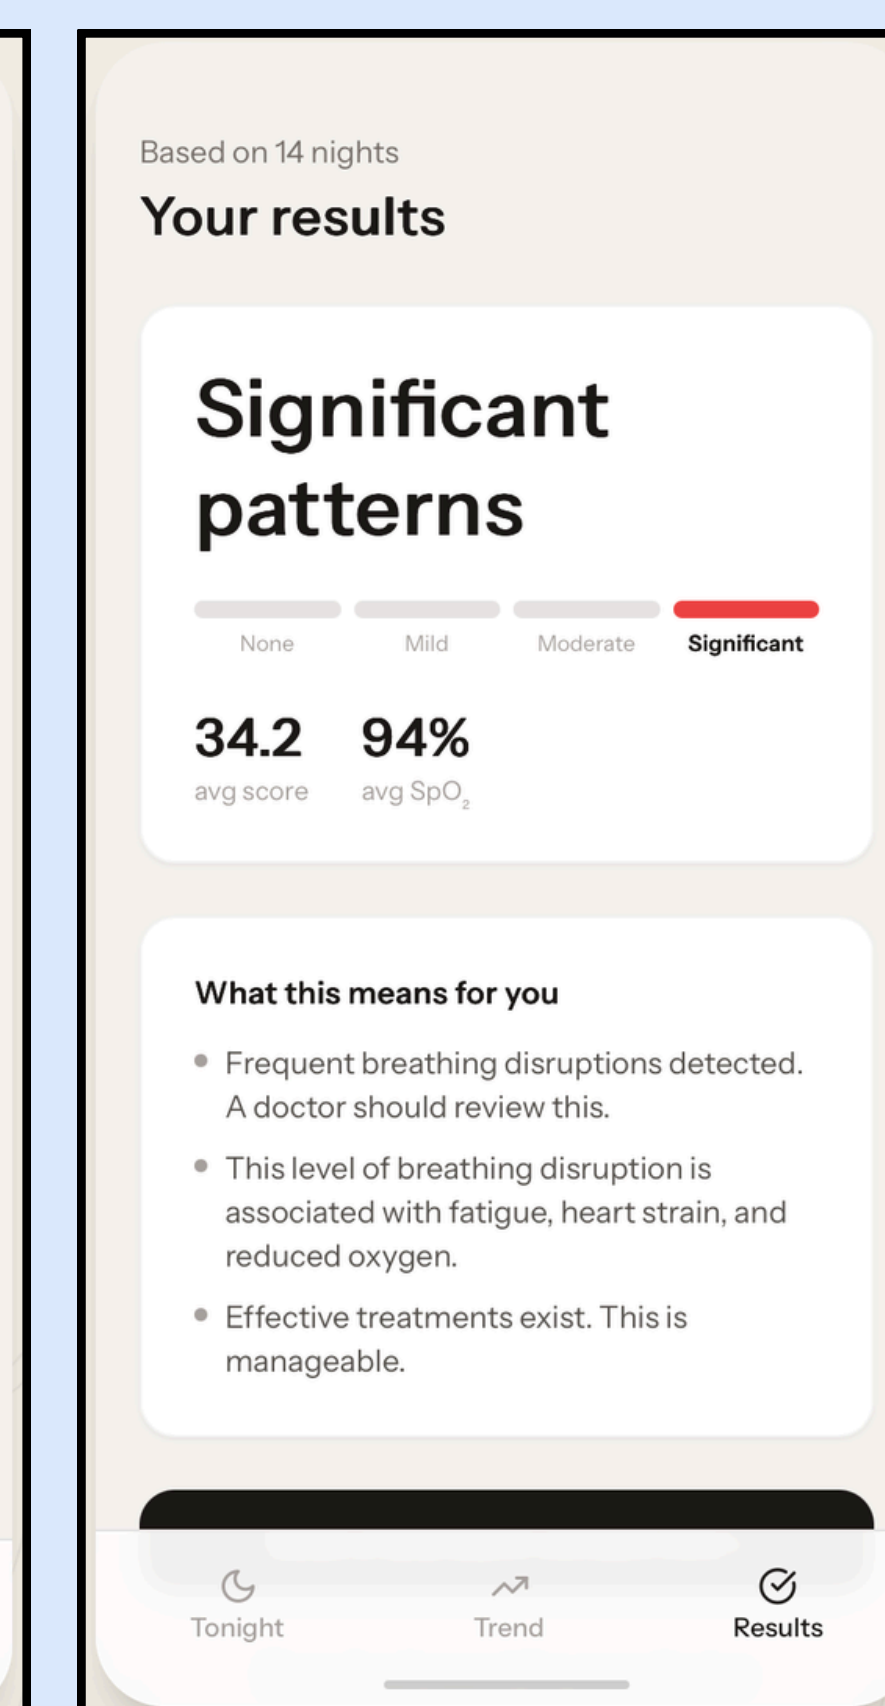 Based on 14 nights
Your results
Significant
patterns
None
Mild
Moderate
Significant
34.2
94%
avg score
avg SpO₂
What this means for you
Frequent breathing disruptions detected.
A doctor should review this.
This level of breathing disruption is
associated with fatigue, heart strain, and
reduced oxygen.
Effective treatments exist. This is
manageable.
Tonight
Trend
Results